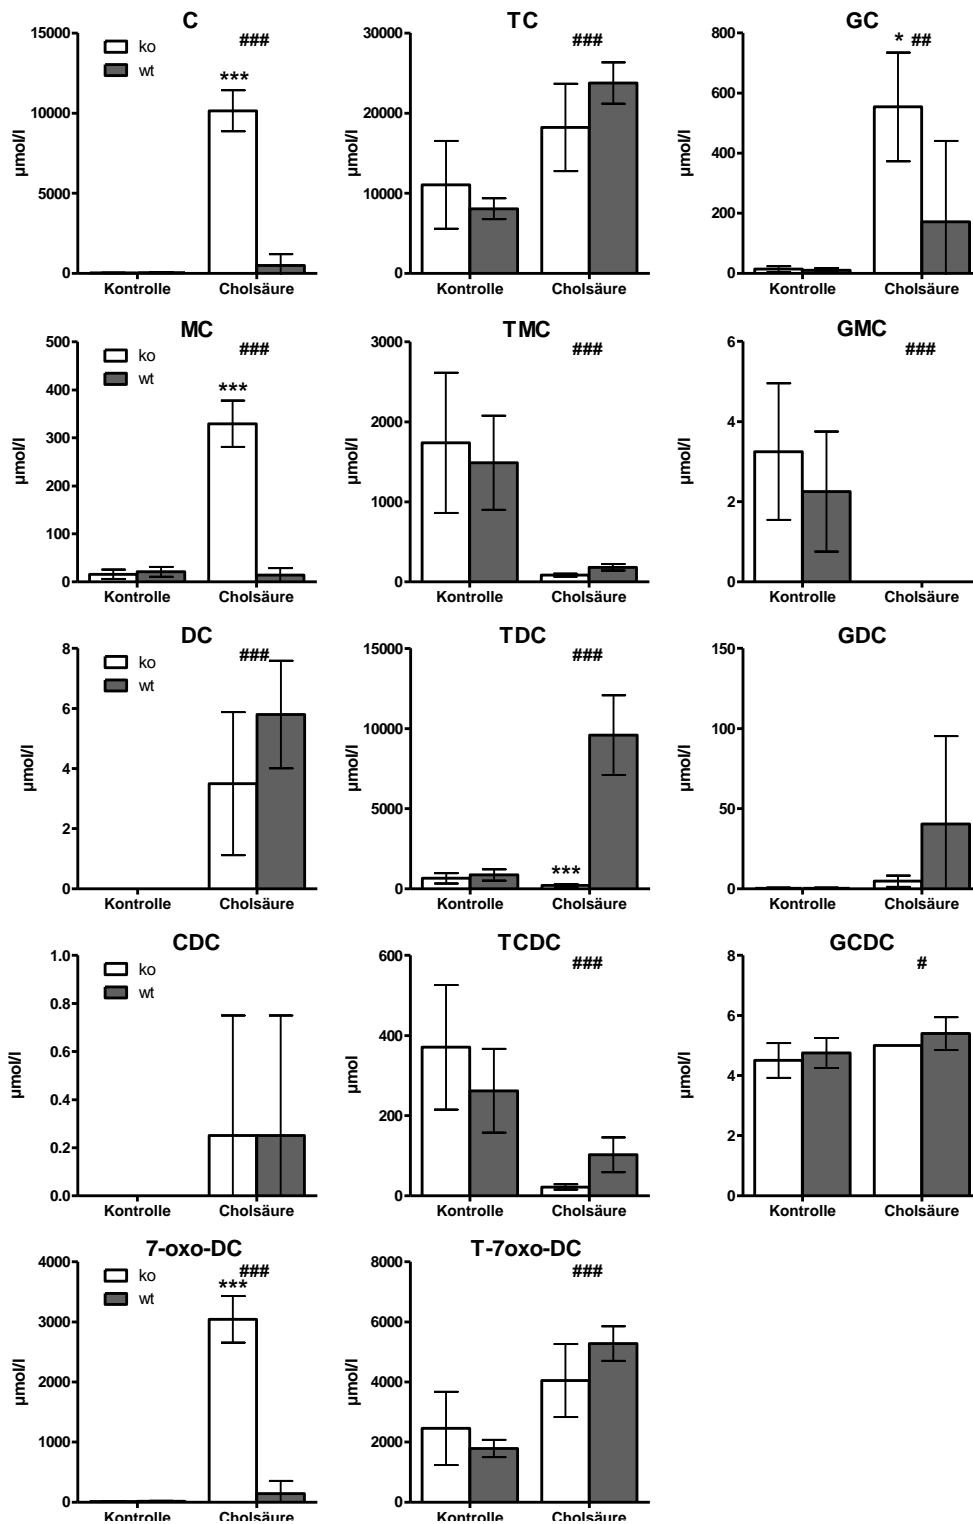 C
###
ko
wt
***
15000
10000
5000
0
µmol/l
Kontrolle
Cholsäure
TC
###
30000
20000
10000
0
µmol/l
Kontrolle
Cholsäure
GC
* ##
800
600
400
200
0
µmol/l
Kontrolle
Cholsäure
MC
###
ko
wt
***
500
400
300
200
100
0
µmol/l
Kontrolle
Cholsäure
TMC
###
3000
2000
1000
0
µmol/l
Kontrolle
Cholsäure
GMC
###
6
4
2
0
µmol/l
Kontrolle
Cholsäure
DC
###
ko
wt
8
6
4
2
0
µmol/l
Kontrolle
Cholsäure
TDC
###
***
15000
10000
5000
0
µmol/l
Kontrolle
Cholsäure
GDC
150
100
50
0
µmol/l
Kontrolle
Cholsäure
CDC
ko
wt
1.0
0.8
0.6
0.4
0.2
0.0
µmol/l
Kontrolle
Cholsäure
TCDC
###
600
400
200
0
µmol
Kontrolle
Cholsäure
GCDC
#
8
6
4
2
0
µmol/l
Kontrolle
Cholsäure
7-oxo-DC
###
ko
wt
***
4000
3000
2000
1000
0
µmol/l
Kontrolle
Cholsäure
T-7oxo-DC
###
8000
6000
4000
2000
0
µmol/l
Kontrolle
Cholsäure